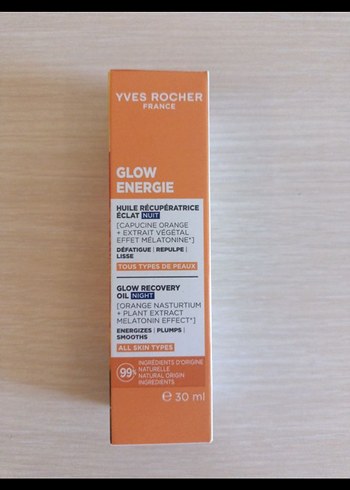 YVES ROCHER
FRANCE
GLOW
ENERGIE
HUILE RÉCUPÉRATRICE
ÉCLAT NUIT
[CAPUCINE ORANGE
+ EXTRAIT VÉGÉTAL
EFFET MÉLATONINE*]
DÉFATIGUE | REPULPE |
LISSE
TOUS TYPES DE PEAUX
GLOW RECOVERY
OIL NIGHT
[ORANGE NASTURTIUM
+ PLANT EXTRACT
MELATONIN EFFECT*]
ENERGIZES | PLUMPS |
SMOOTHS
ALL SKIN TYPES
99%
INGRÉDIENTS D'ORIGINE
NATURELLE
NATURAL ORIGIN
INGREDIENTS
℮ 30 ml